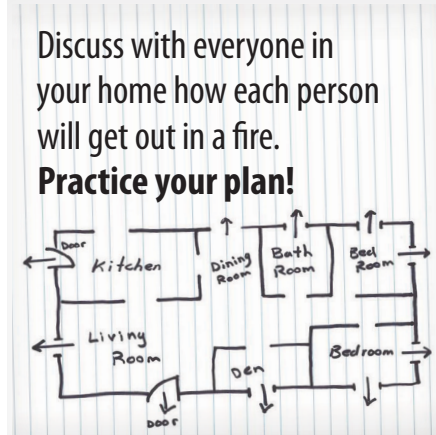 Discuss with everyone in
your home how each person
will get out in a fire.
Practice your plan!
Door
Kitchen
Dining
Room
Bath
Room
Bed
Room
Living
Room
Den
Bedroom
Door